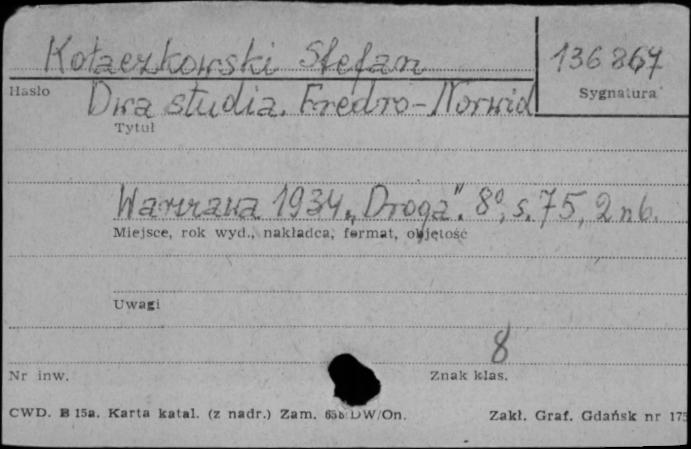 Kołaczkowski Stefan
136 867
Hasło
Sygnatura
Dwa studia. Fredro-Norwid
Tytuł
Warszawa 1934. "Droga". 8°, s. 75, 2 nb.
Miejsce, rok wyd., nakładca, format, objętość
Uwagi
8
Nr inw.
Znak klas.
CWD. B 15a. Karta katal. (z nadr.) Zam. DW/On.
Zakł. Graf. Gdańsk nr 175